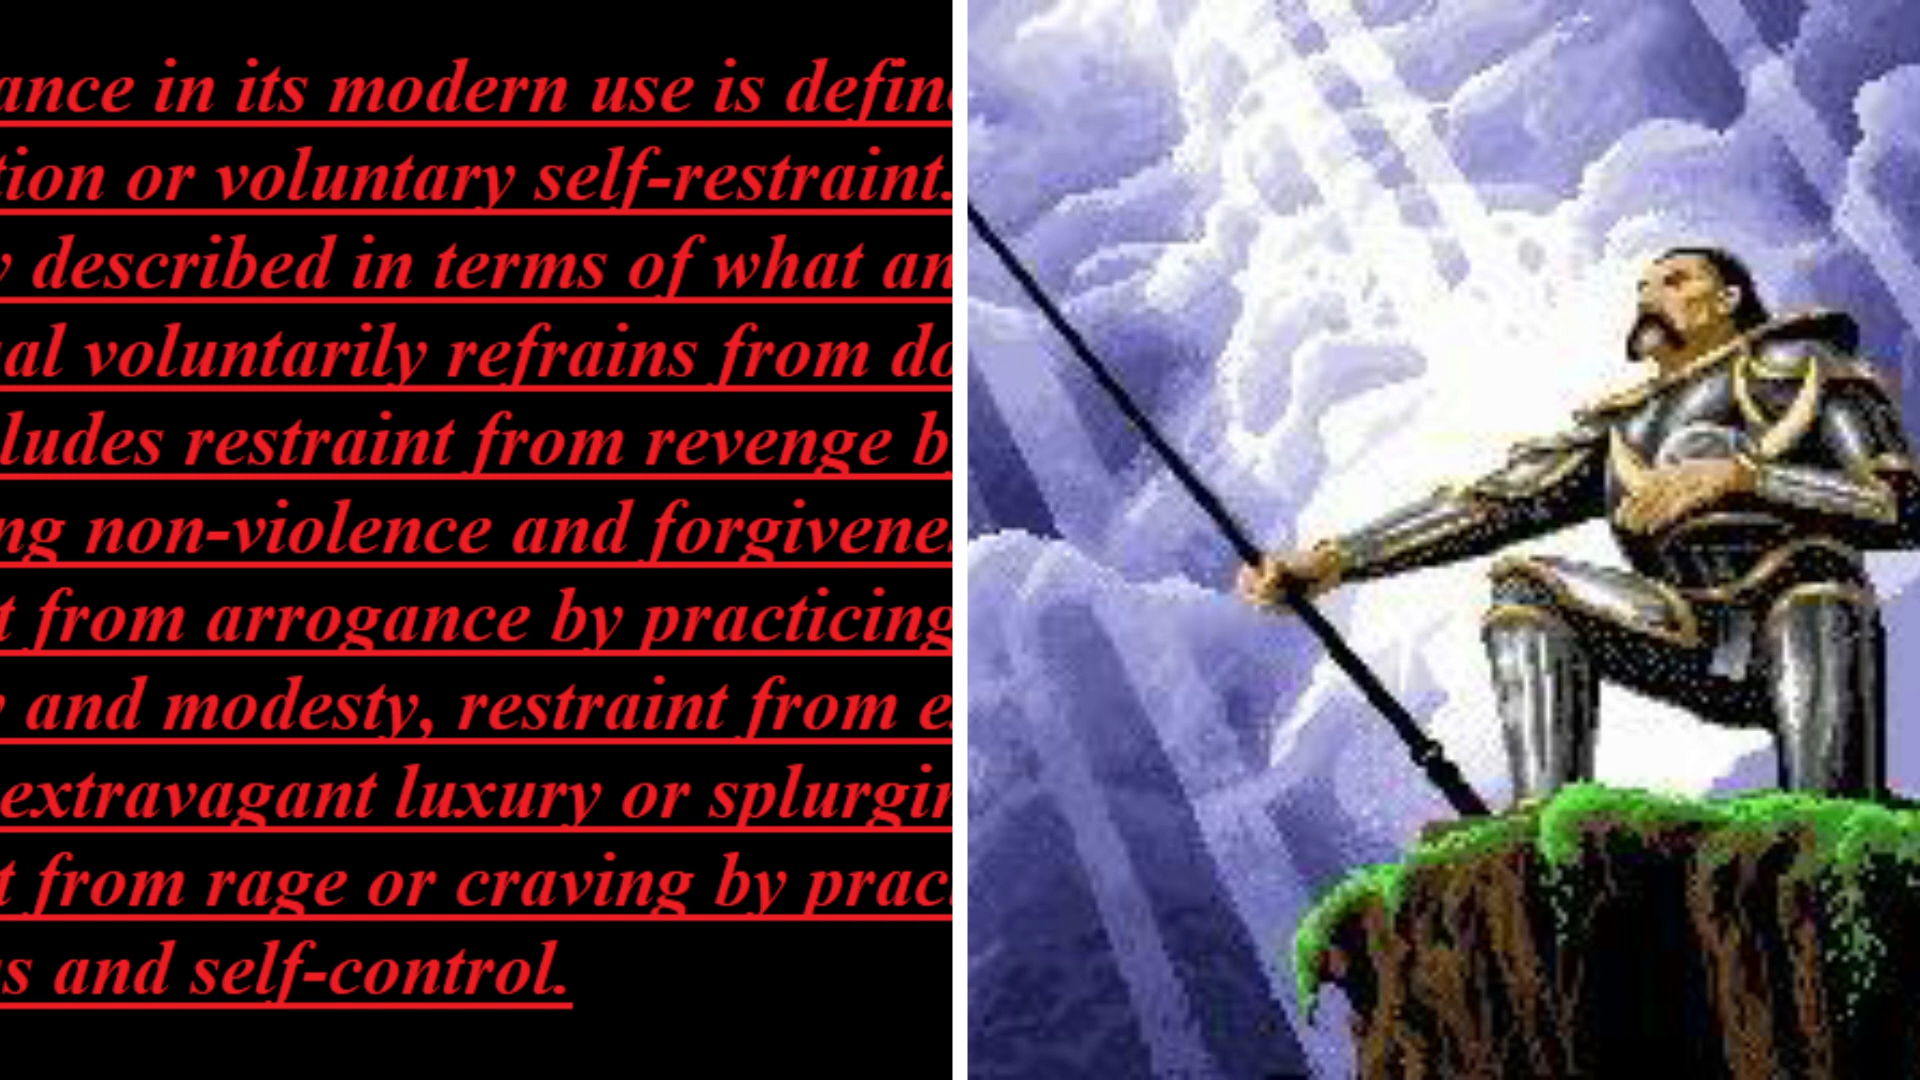 ance in its modern use is defin
tion or voluntary self-restraint.
y described in terms of what an
al voluntarily refrains from do
ludes restraint from revenge b
ng non-violence and forgivene
t from arrogance by practicing
y and modesty, restraint from e
extravagant luxury or splurgin
t from rage or craving by prac
s and self-control.